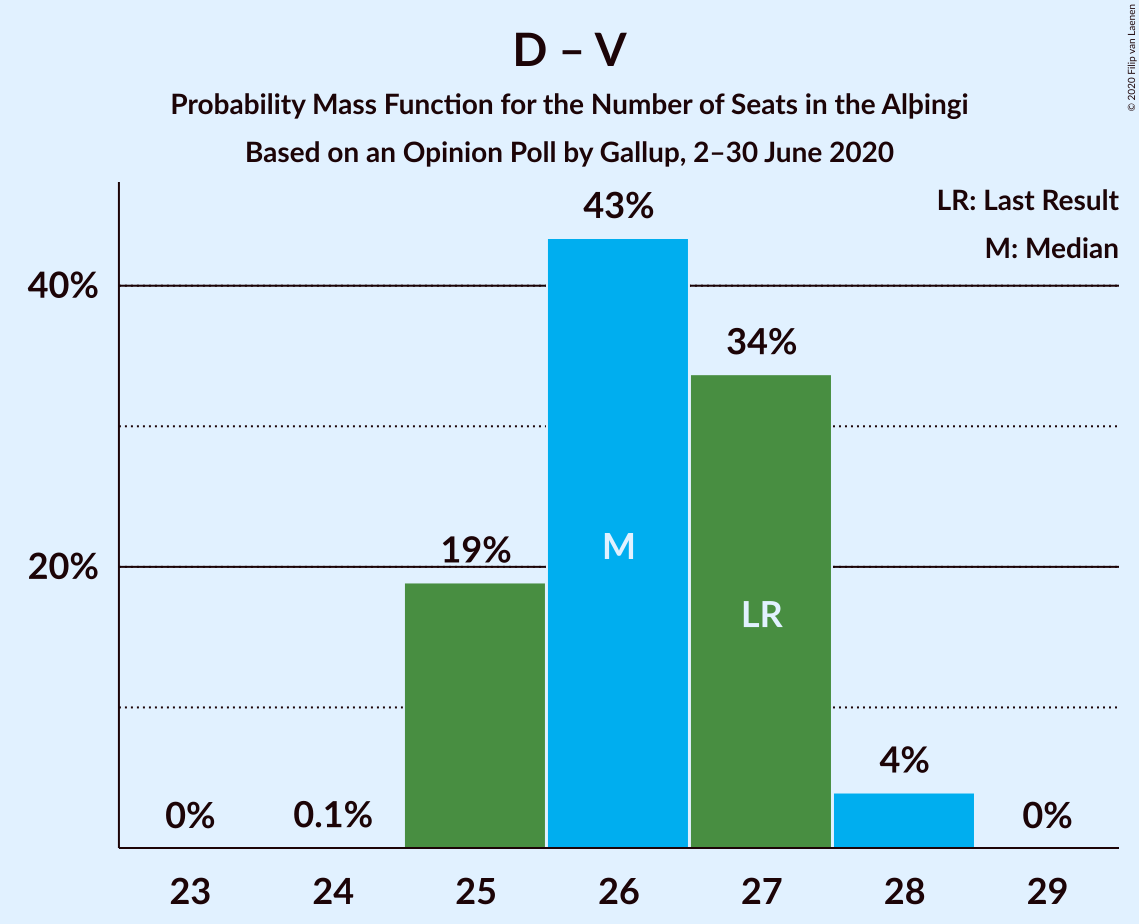 D – V
Probability Mass Function for the Number of Seats in the Alþingi
Based on an Opinion Poll by Gallup, 2–30 June 2020
© 2020 Filip van Laenen
LR: Last Result
M: Median
43%
40%
34%
19%
20%
M
LR
4%
0%
0.1%
0%
23 24 25 26 27 28 29